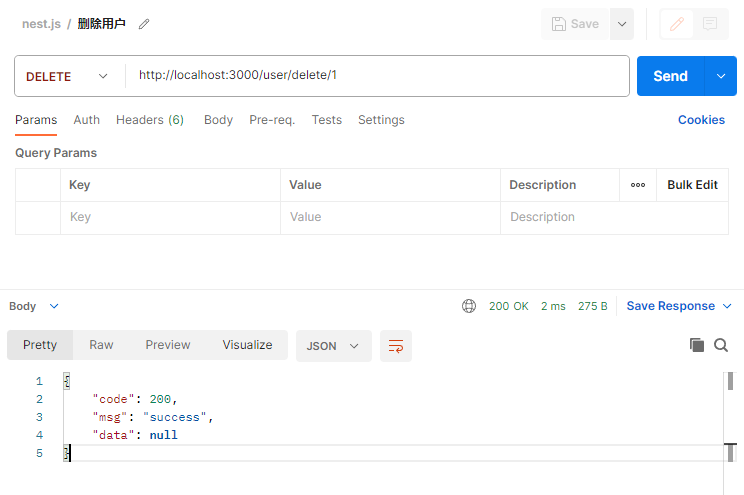 nest.js / 删除用户 Save
DELETE http://localhost:3000/user/delete/1 Send
Params Auth Headers (6) Body Pre-req. Tests Settings Cookies
Query Params
Key Value Description Bulk Edit
Key Value Description
Body 200 OK 2 ms 275 B Save Response
Pretty Raw Preview Visualize JSON
1 {
2 "code": 200,
3 "msg": "success",
4 "data": null
5 }